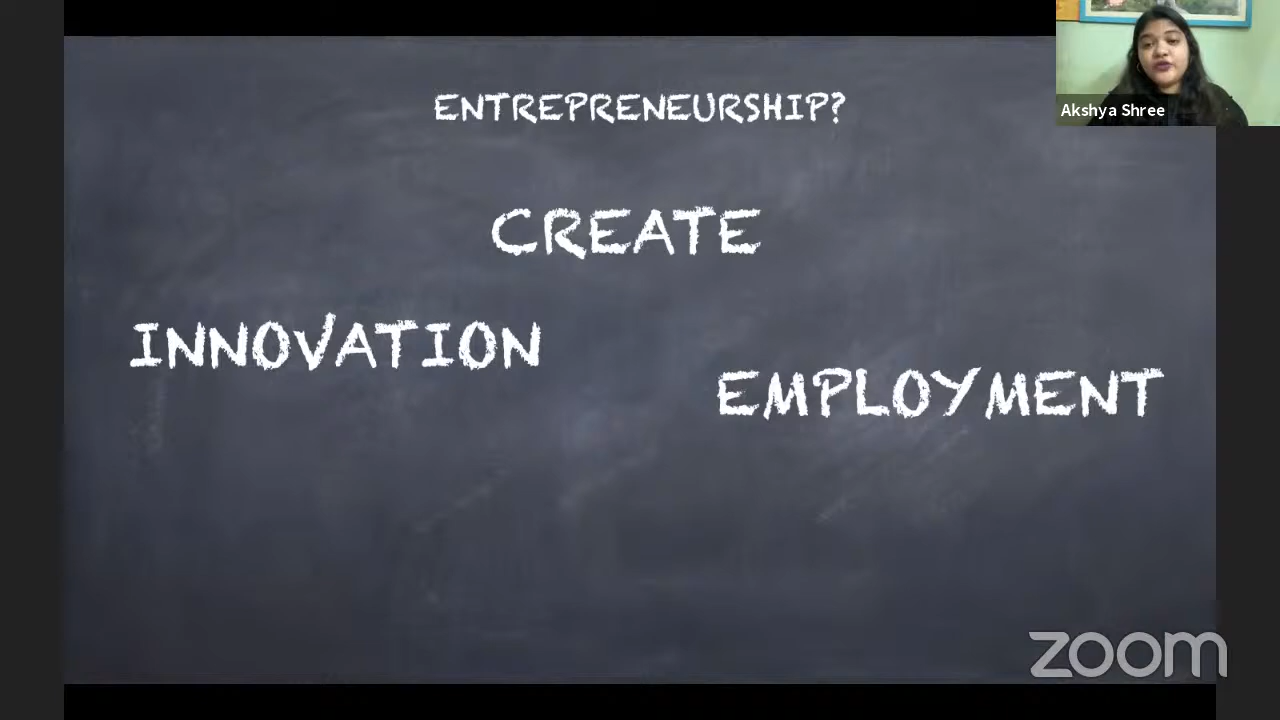 ENTREPRENEURSHIP?
Akshya Shree
CREATE
INNOVATION
EMPLOYMENT
zoom